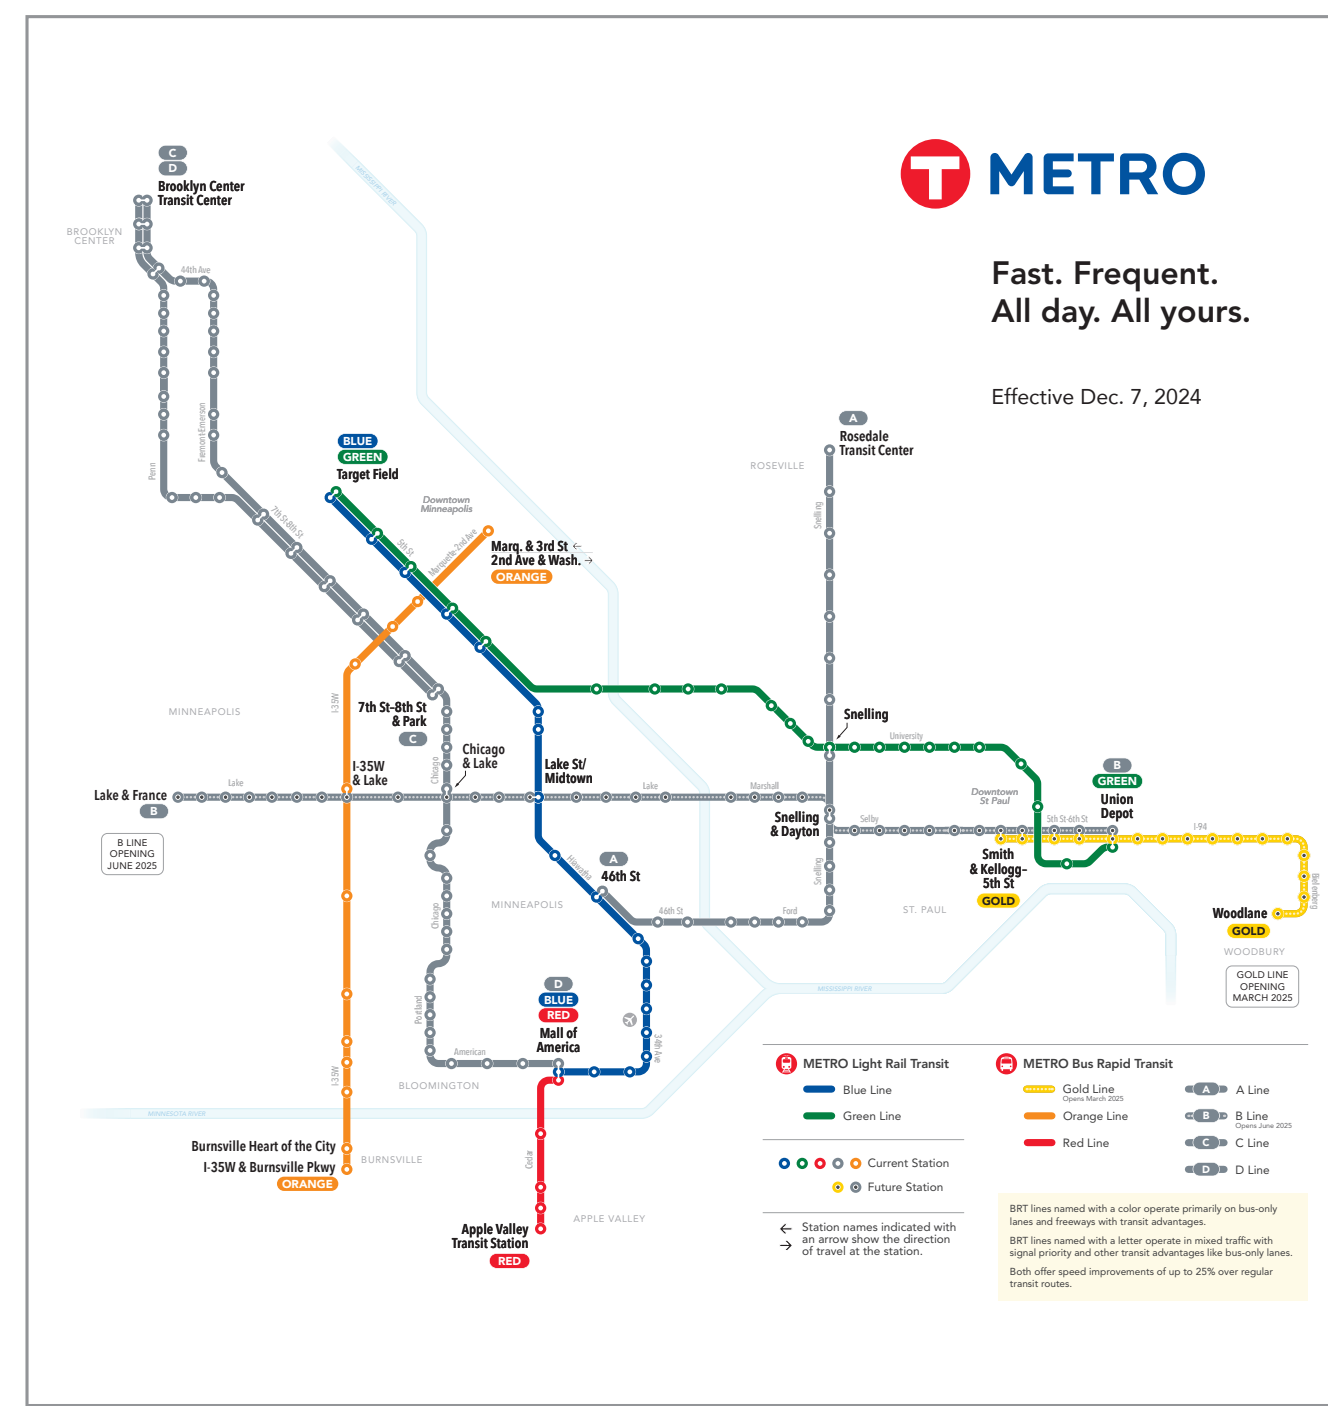 C
D
Brooklyn Center
Transit Center
BROOKLYN
CENTER
44th Ave
Penn
Fremont-Emerson
7th St-8th St
MISSISSIPPI RIVER
T METRO
Fast. Frequent.
All day. All yours.
Effective Dec. 7, 2024
BLUE
GREEN
Target Field
Downtown
Minneapolis
5th St
Marquette-2nd Ave
Marq. & 3rd St ←
2nd Ave & Wash. →
ORANGE
A
Rosedale
Transit Center
ROSEVILLE
Snelling
I-35W
MINNEAPOLIS
7th St–8th St
& Park
C
Chicago
Chicago
& Lake
I-35W
& Lake
Lake St/
Midtown
Lake & France
B
Lake
Lake
Marshall
B LINE
OPENING
JUNE 2025
Snelling
University
Snelling
& Dayton
Selby
Downtown
St Paul
5th St-6th St
B
GREEN
Union
Depot
I-94
Smith
& Kellogg–
5th St
GOLD
Bielenberg
Woodlane
GOLD
WOODBURY
GOLD LINE
OPENING
MARCH 2025
Hiawatha
A
46th St
46th St
Ford
Snelling
MINNEAPOLIS
ST. PAUL
Chicago
Portland
American
BLOOMINGTON
D
BLUE
RED
Mall of
America
34th Ave
MISSISSIPPI RIVER
MINNESOTA RIVER
I-35W
Burnsville Heart of the City
I-35W & Burnsville Pkwy
ORANGE
BURNSVILLE
Cedar
APPLE VALLEY
Apple Valley
Transit Station
RED
METRO Light Rail Transit
Blue Line
Green Line
Current Station
Future Station
← Station names indicated with
→ an arrow show the direction
of travel at the station.
METRO Bus Rapid Transit
Gold Line
Opens March 2025
Orange Line
Red Line
A A Line
B B Line
Opens June 2025
C C Line
D D Line
BRT lines named with a color operate primarily on bus-only
lanes and freeways with transit advantages.
BRT lines named with a letter operate in mixed traffic with
signal priority and other transit advantages like bus-only lanes.
Both offer speed improvements of up to 25% over regular
transit routes.